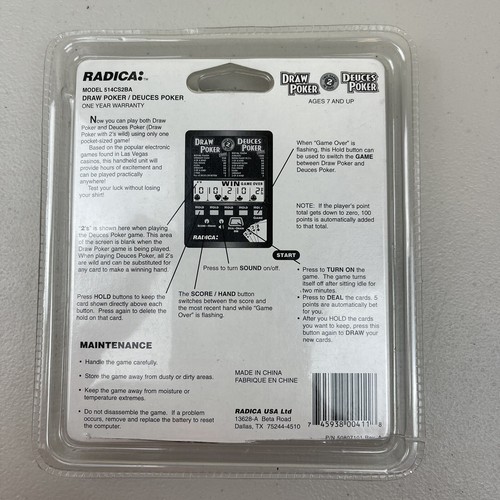 RADICA:™
MODEL 514CS2BA
DRAW POKER / DEUCES POKER
ONE YEAR WARRANTY
DRAW POKER 2 DEUCES POKER
AGES 7 AND UP
Now you can play both Draw
Poker and Deuces Poker (Draw
Poker with 2's wild) using only one
pocket-sized game!
Based on the popular electronic
games found in Las Vegas
casinos, this handheld unit will
provide hours of excitement and
can be played practically
anywhere!
Test your luck without losing
your shirt!
DRAW POKER 2 DEUCES POKER
WIN GAME OVER
HOLD HOLD HOLD HOLD
RADICA:
When "Game Over" is
flashing, this Hold button
can be used to switch the GAME
between Draw Poker and
Deuces Poker.
NOTE: If the player's point
total gets down to zero, 100
points is automatically
added to that total.
"2's" is shown here when playing
the Deuces Poker game. This area
of the screen is blank when the
Draw Poker game is being played.
When playing Deuces Poker, all 2's
are wild and can be substituted for
any card to make a winning hand.
Press to turn SOUND on/off.
START
• Press to TURN ON the
game. The game turns
itself off after sitting idle for
two minutes.
• Press to DEAL the cards. 5
points are automatically bet
for you.
• After you HOLD the cards
you want to keep, press this
button again to DRAW your
new cards.
Press HOLD buttons to keep the
card shown directly above each
button. Press again to delete the
hold on that card.
The SCORE / HAND button
switches between the score and
the most recent hand while "Game
Over" is flashing.
MAINTENANCE
• Handle the game carefully.
• Store the game away from dusty or dirty areas.
• Keep the game away from moisture or
temperature extremes.
• Do not disassemble the game. If a problem
occurs, remove and replace the battery to reset
the computer.
MADE IN CHINA
FABRIQUE EN CHINE
RADICA USA Ltd
13628-A Beta Road
Dallas, TX 75244-4510
7 45938 00411 8